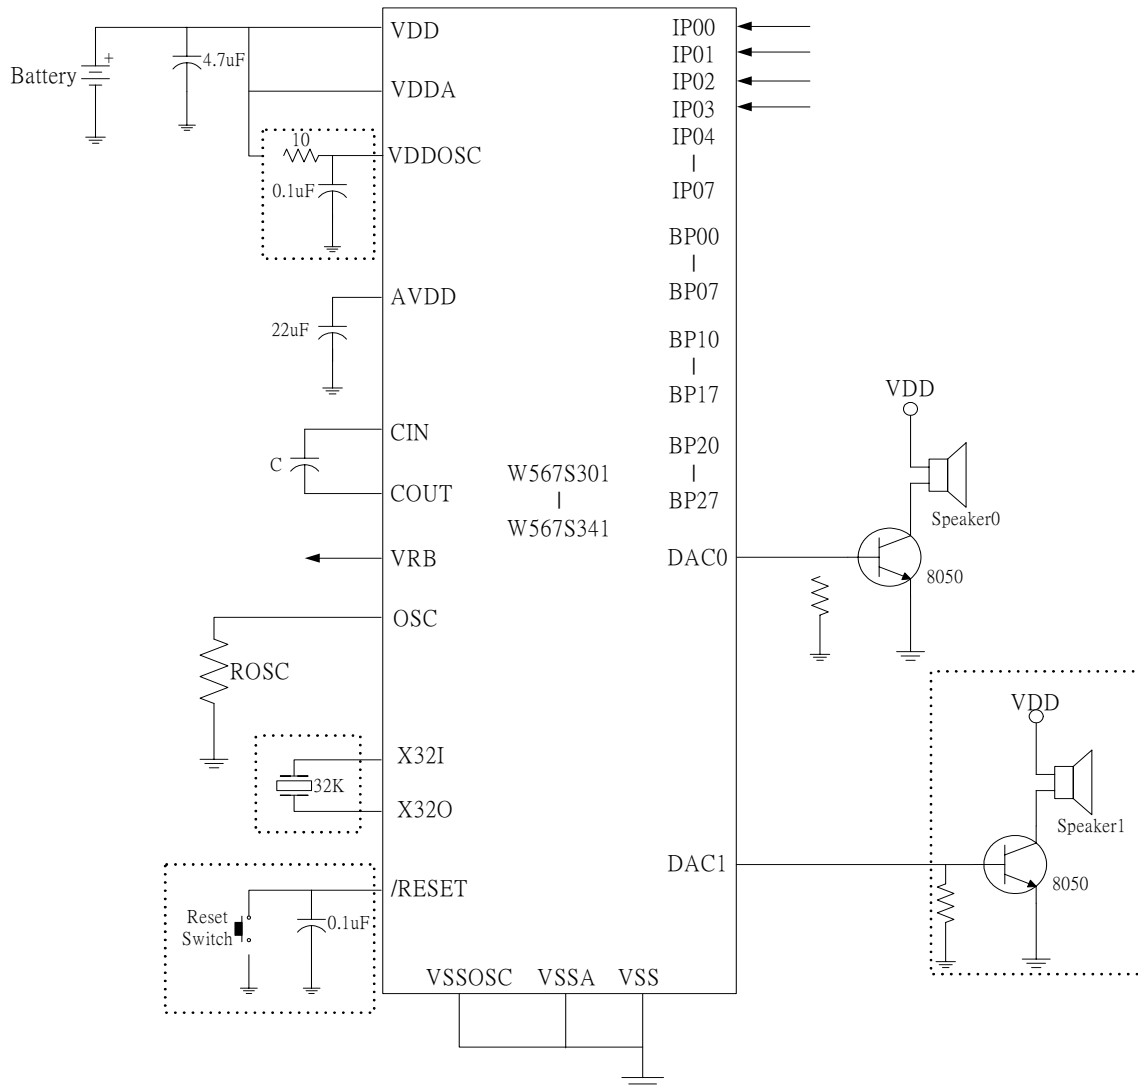 VDD
Battery
+
4.7uF
VDDA
10
VDDOSC
0.1uF
AVDD
22uF
CIN
C
COUT
VRB
OSC
ROSC
X32I
32K
X32O
/RESET
Reset
Switch
0.1uF
VSSOSC
VSSA
VSS
W567S301
|
W567S341
IP00
IP01
IP02
IP03
IP04
|
IP07
BP00
|
BP07
BP10
|
BP17
BP20
|
BP27
DAC0
VDD
Speaker0
8050
DAC1
VDD
Speaker1
8050